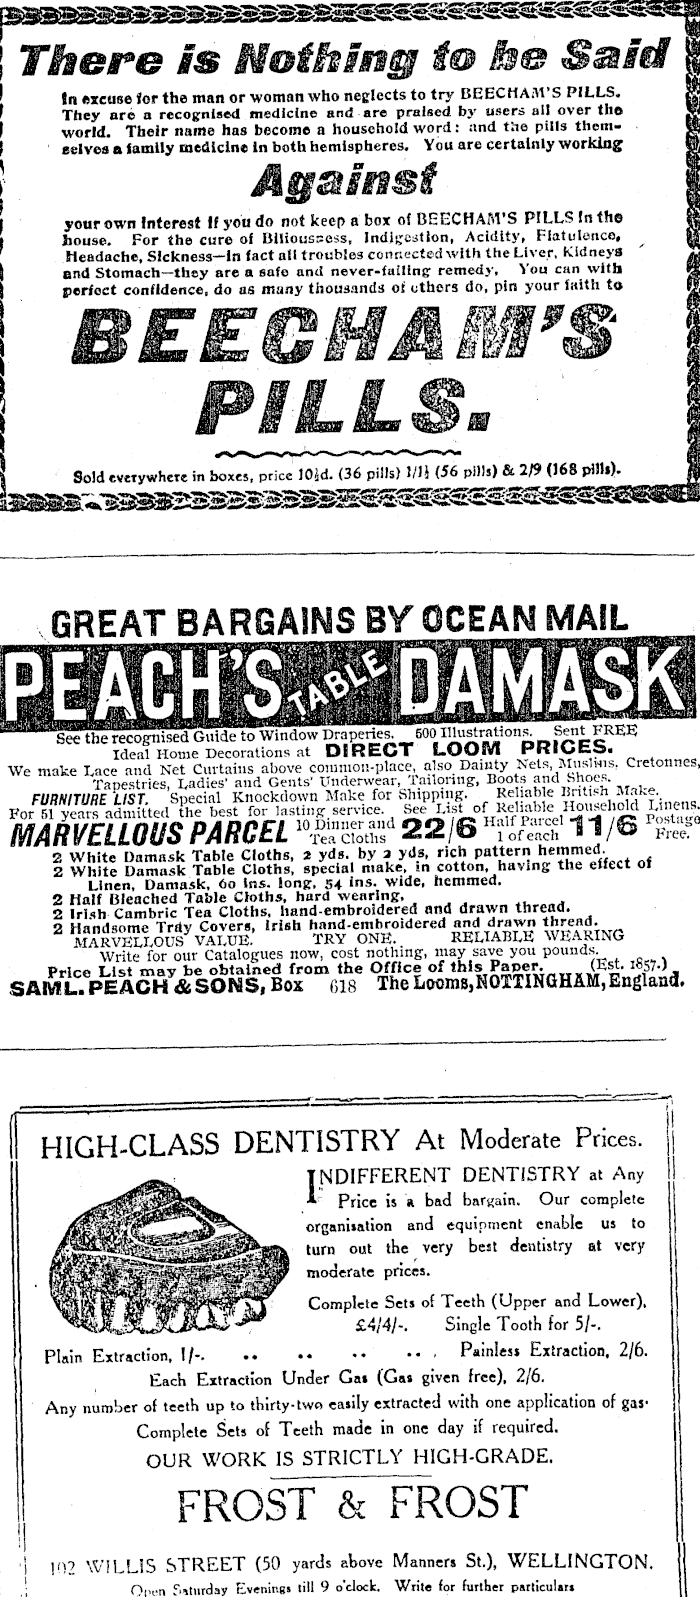 There is Nothing to be Said
In excuse for the man or woman who neglects to try BEECHAM'S PILLS.
They are a recognised medicine and are praised by users all over the
world. Their name has become a household word: and the pills them-
selves a family medicine in both hemispheres. You are certainly working
Against
your own interest if you do not keep a box of BEECHAM'S PILLS in the
house. For the cure of Biliousness, Indigestion, Acidity, Flatulence,
Headache, Sickness—in fact all troubles connected with the Liver, Kidneys
and Stomach—they are a safe and never-failing remedy. You can with
perfect confidence, do as many thousands of others do, pin your faith to
BEECHAM'S
PILLS.
Sold everywhere in boxes, price 10½d. (36 pills) 1/1½ (56 pills) & 2/9 (168 pills).
GREAT BARGAINS BY OCEAN MAIL
PEACH'S TABLE DAMASK
See the recognised Guide to Window Draperies. 600 Illustrations. Sent FREE
Ideal Home Decorations at DIRECT LOOM PRICES.
We make Lace and Net Curtains above common-place, also Dainty Nets, Muslins, Cretonnes,
Tapestries, Ladies' and Gents' Underwear, Tailoring, Boots and Shoes.
FURNITURE LIST. Special Knockdown Make for Shipping. Reliable British Make.
For 51 years admitted the best for lasting service. See List of Reliable Household Linens.
MARVELLOUS PARCEL 10 Dinner and Tea Cloths 22/6 Half Parcel 1 of each 11/6 Postage Free.
2 White Damask Table Cloths, 2 yds. by 2 yds, rich pattern hemmed.
2 White Damask Table Cloths, special make, in cotton, having the effect of
Linen, Damask, 60 ins. long, 54 ins. wide, hemmed.
2 Half Bleached Table Cloths, hard wearing,
2 Irish Cambric Tea Cloths, hand-embroidered and drawn thread.
2 Handsome Tray Covers, Irish hand-embroidered and drawn thread.
MARVELLOUS VALUE. TRY ONE. RELIABLE WEARING
Write for our Catalogues now, cost nothing, may save you pounds.
Price List may be obtained from the Office of this Paper. (Est. 1857.)
SAML. PEACH & SONS, Box 618 The Looms, NOTTINGHAM, England.
HIGH-CLASS DENTISTRY At Moderate Prices.
INDIFFERENT DENTISTRY at Any
Price is a bad bargain. Our complete
organisation and equipment enable us to
turn out the very best dentistry at very
moderate prices.
Complete Sets of Teeth (Upper and Lower),
£4/4/-. Single Tooth for 5/-.
Plain Extraction, 1/-. .. .. .. .. Painless Extraction, 2/6.
Each Extraction Under Gas (Gas given free), 2/6.
Any number of teeth up to thirty-two easily extracted with one application of gas.
Complete Sets of Teeth made in one day if required.
OUR WORK IS STRICTLY HIGH-GRADE.
FROST & FROST
102 WILLIS STREET (50 yards above Manners St.), WELLINGTON.
Open Saturday Evenings till 9 o'clock. Write for further particulars